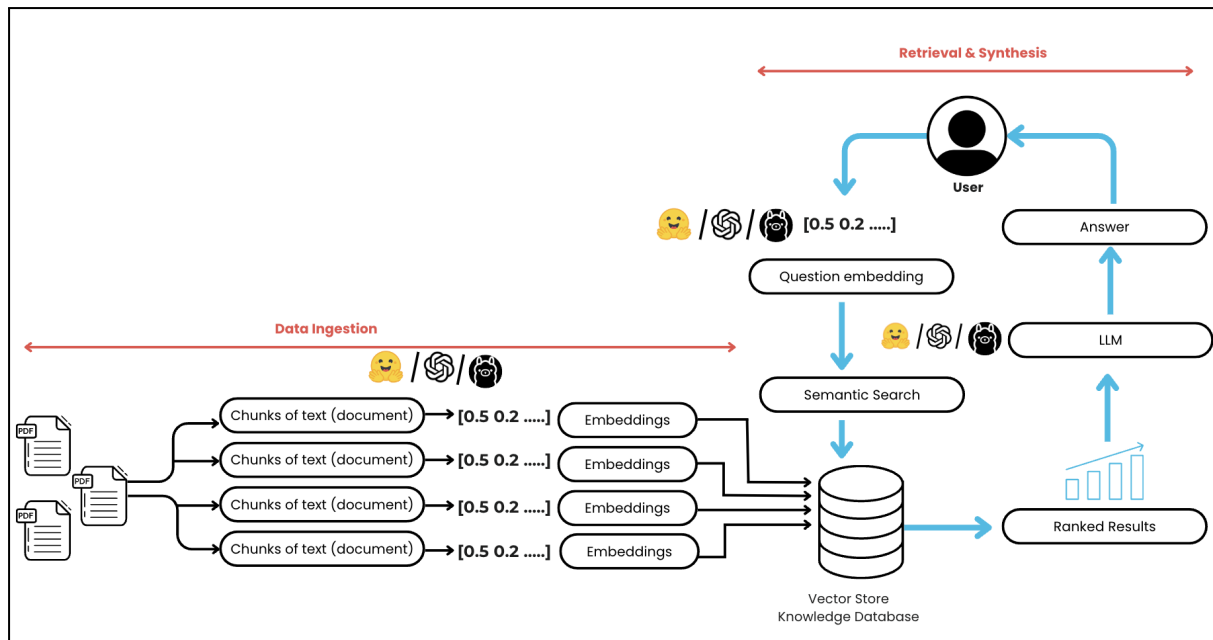 Retrieval & Synthesis
User
[0.5 0.2 .....]
Answer
Question embedding
Data Ingestion
LLM
Semantic Search
PDF
PDF
PDF
Chunks of text (document)
[0.5 0.2 .....]
Embeddings
Chunks of text (document)
[0.5 0.2 .....]
Embeddings
Chunks of text (document)
[0.5 0.2 .....]
Embeddings
Chunks of text (document)
[0.5 0.2 .....]
Embeddings
Ranked Results
Vector Store
Knowledge Database